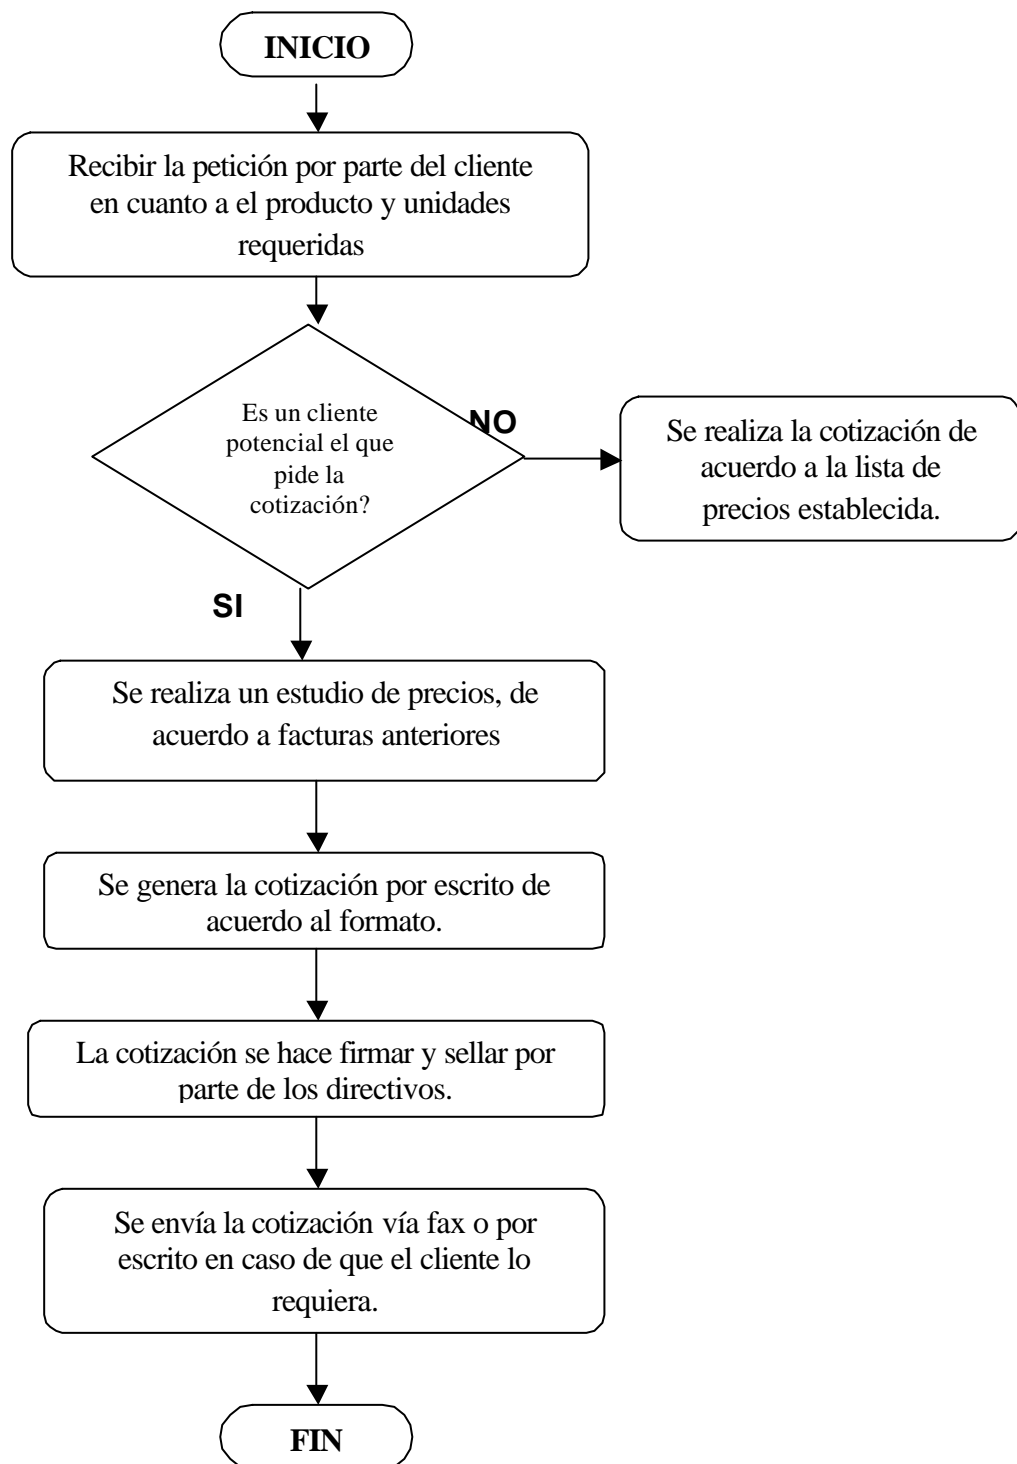 INICIO
Recibir la petición por parte del cliente
en cuanto a el producto y unidades
requeridas
Es un cliente
potencial el que
pide la
cotización?
NO
Se realiza la cotización de
acuerdo a la lista de
precios establecida.
SI
Se realiza un estudio de precios, de
acuerdo a facturas anteriores
Se genera la cotización por escrito de
acuerdo al formato.
La cotización se hace firmar y sellar por
parte de los directivos.
Se envía la cotización vía fax o por
escrito en caso de que el cliente lo
requiera.
FIN